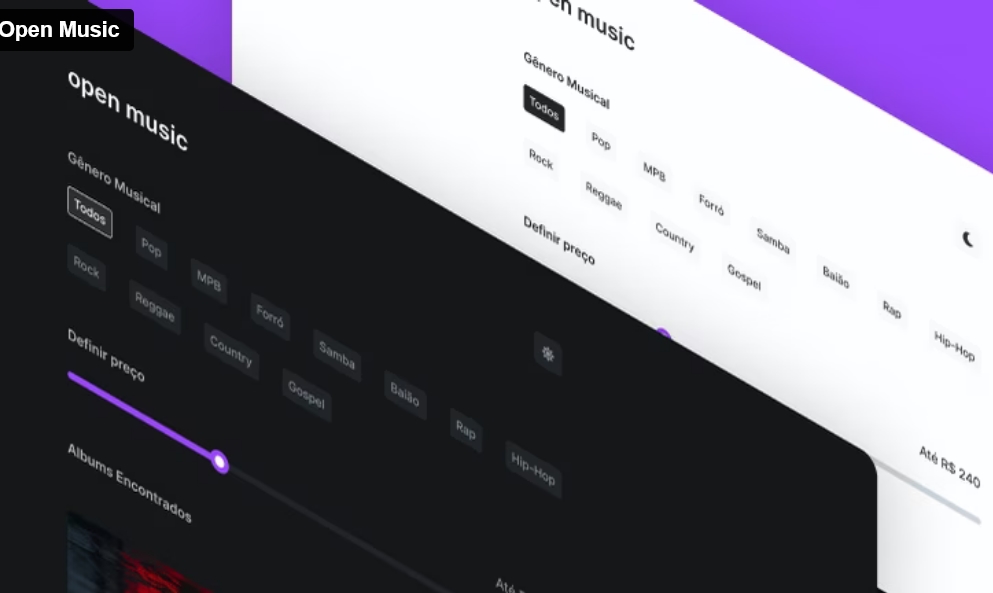 Open Music
open music
Gênero Musical
Todos
Pop
MPB
Forró
Samba
Baião
Rap
Hip-Hop
Rock
Reggae
Country
Gospel
Definir preço
Albums Encontrados
Até
open music
Gênero Musical
Todos
Pop
MPB
Forró
Samba
Baião
Rap
Hip-Hop
Rock
Reggae
Country
Gospel
Definir preço
Até R$ 240